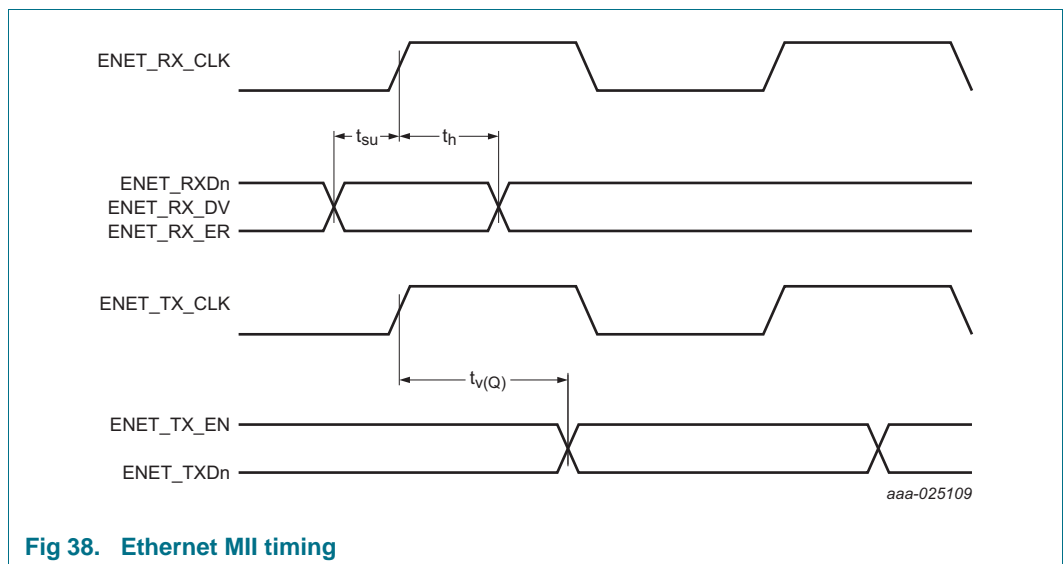 ENET_RX_CLK
tsu
th
ENET_RXDn
ENET_RX_DV
ENET_RX_ER
ENET_TX_CLK
tv(Q)
ENET_TX_EN
ENET_TXDn
aaa-025109
Fig 38. Ethernet MII timing